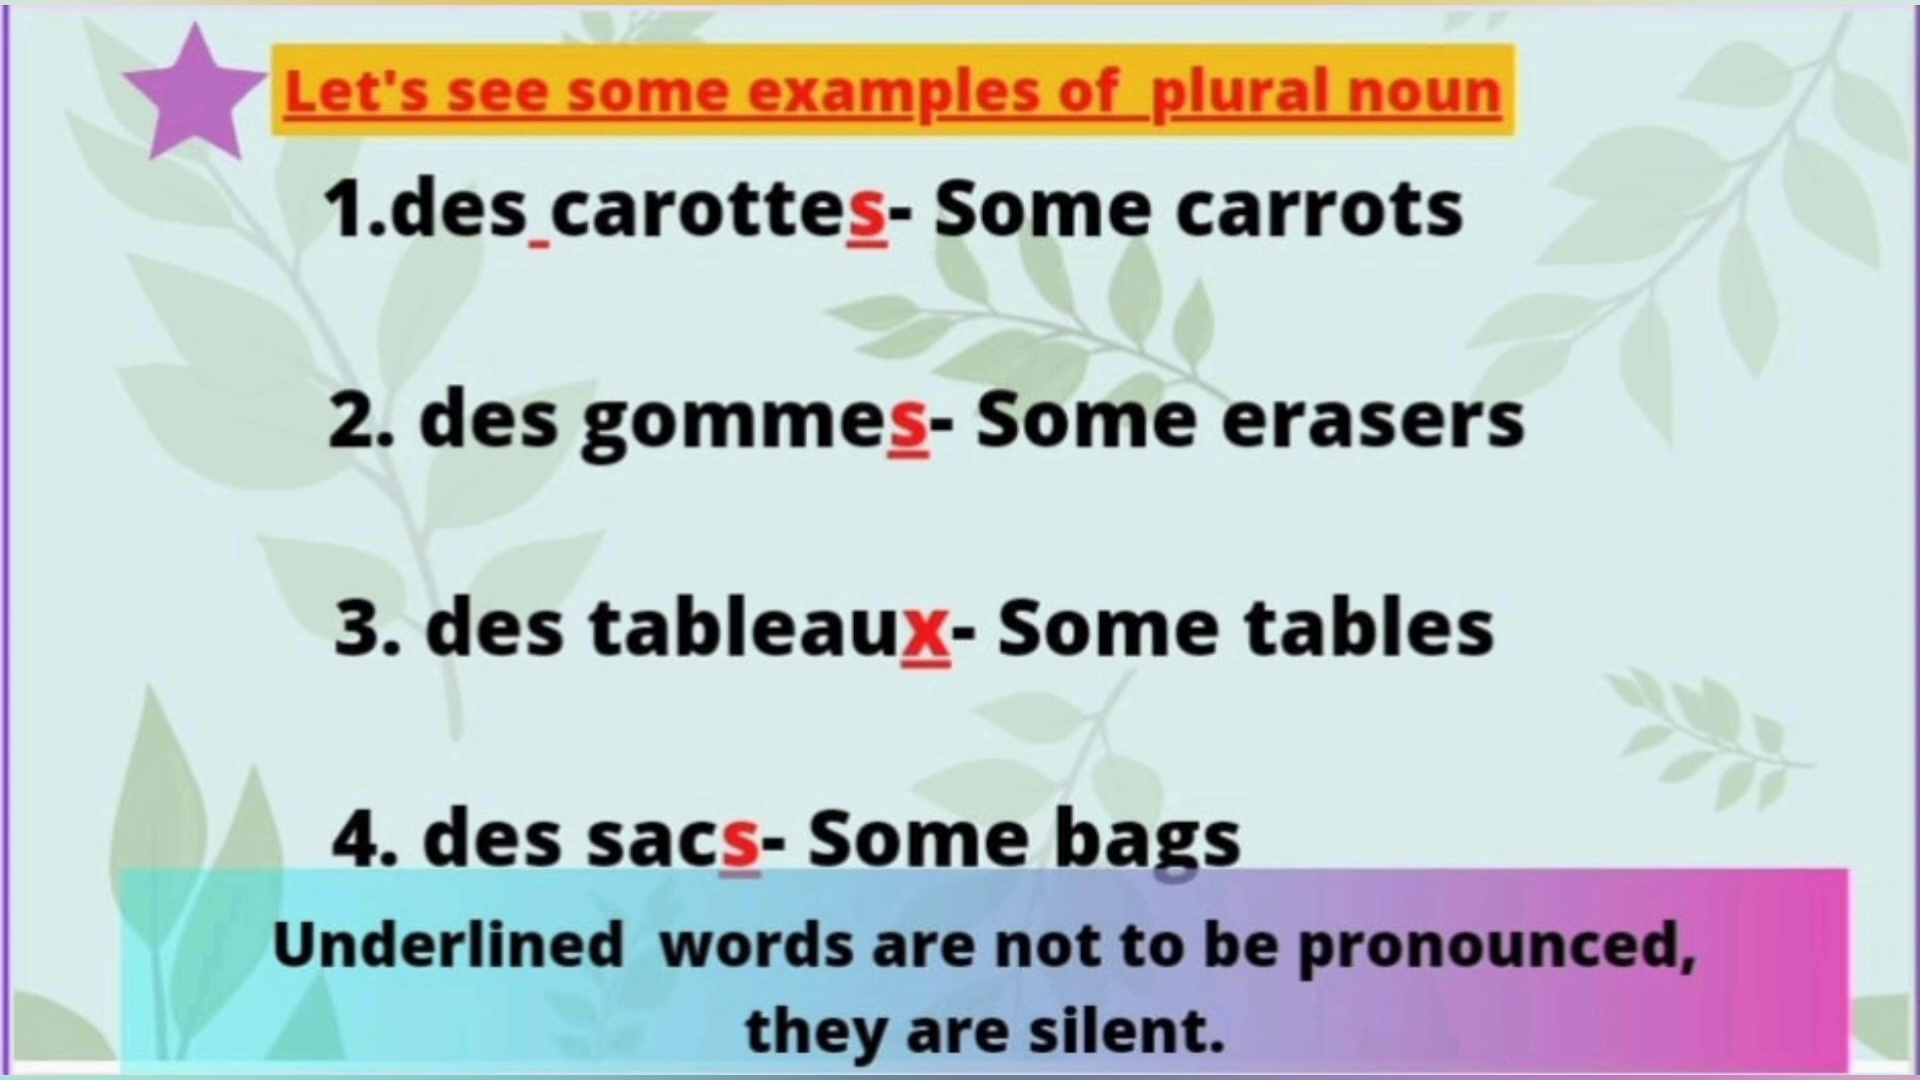 Let's see some examples of  plural noun
1.des carottes- Some carrots
2. des gommes- Some erasers
3. des tableaux- Some tables
4. des sacs- Some bags
Underlined  words are not to be pronounced,
they are silent.